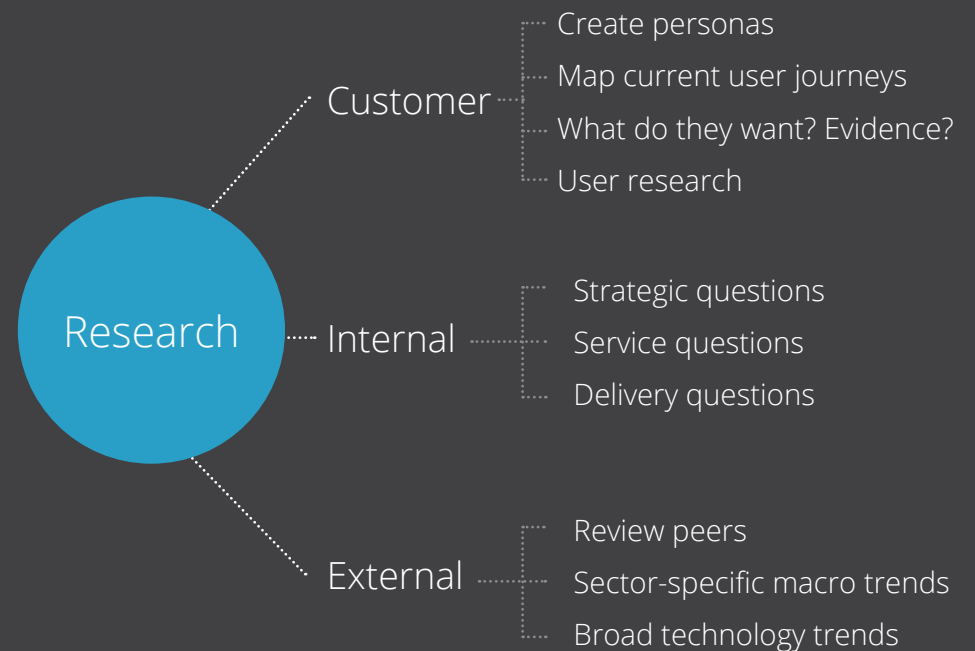 Research
Customer
Create personas
Map current user journeys
What do they want? Evidence?
User research
Internal
Strategic questions
Service questions
Delivery questions
External
Review peers
Sector-specific macro trends
Broad technology trends